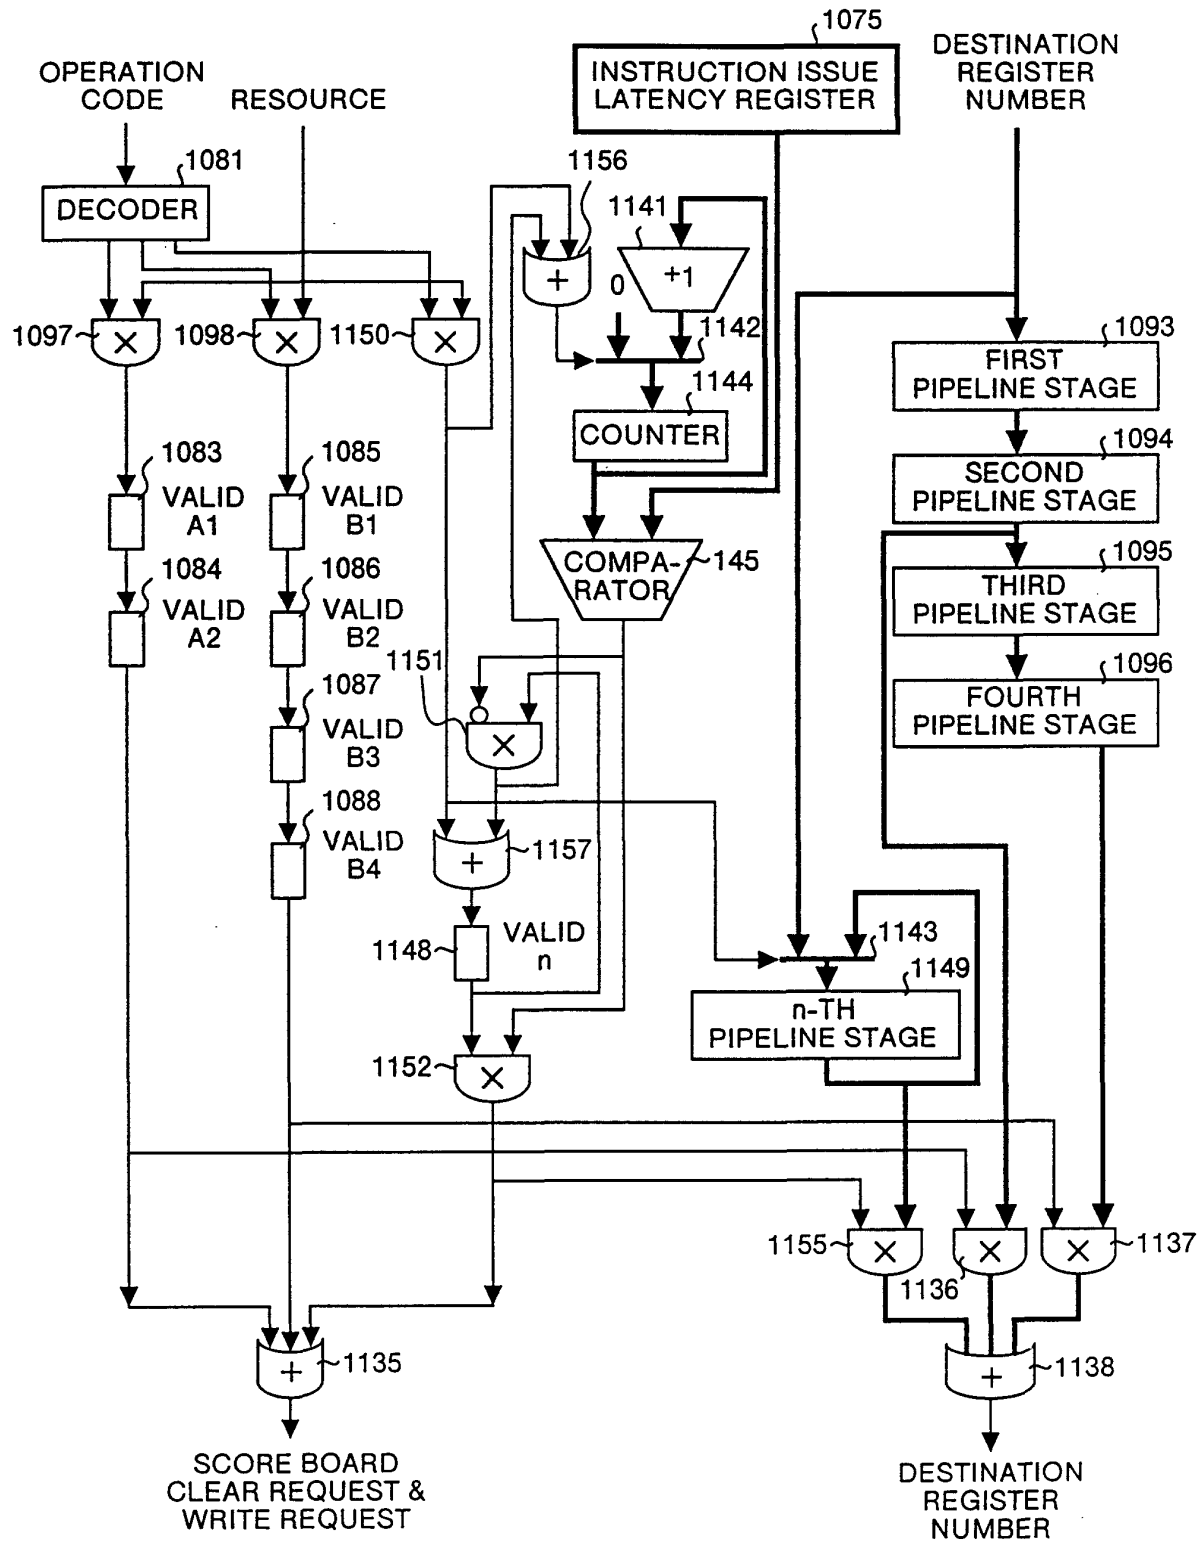 1075
DESTINATION
REGISTER
NUMBER
OPERATION
CODE
RESOURCE
INSTRUCTION ISSUE
LATENCY REGISTER
1081
DECODER
1156
1141
+
0
+1
1097
×
1098
×
1150
×
1142
1093
FIRST
PIPELINE STAGE
1144
COUNTER
1094
SECOND
PIPELINE STAGE
1083
VALID
A1
1085
VALID
B1
COMPA-
RATOR
145
1095
THIRD
PIPELINE STAGE
1084
VALID
A2
1086
VALID
B2
1151
×
1096
FOURTH
PIPELINE STAGE
1087
VALID
B3
1088
VALID
B4
+
1157
1148
VALID
n
1143
1149
n-TH
PIPELINE STAGE
1152
×
1155
×
1136
×
×
1137
+
1135
+
1138
SCORE BOARD
CLEAR REQUEST &
WRITE REQUEST
DESTINATION
REGISTER
NUMBER